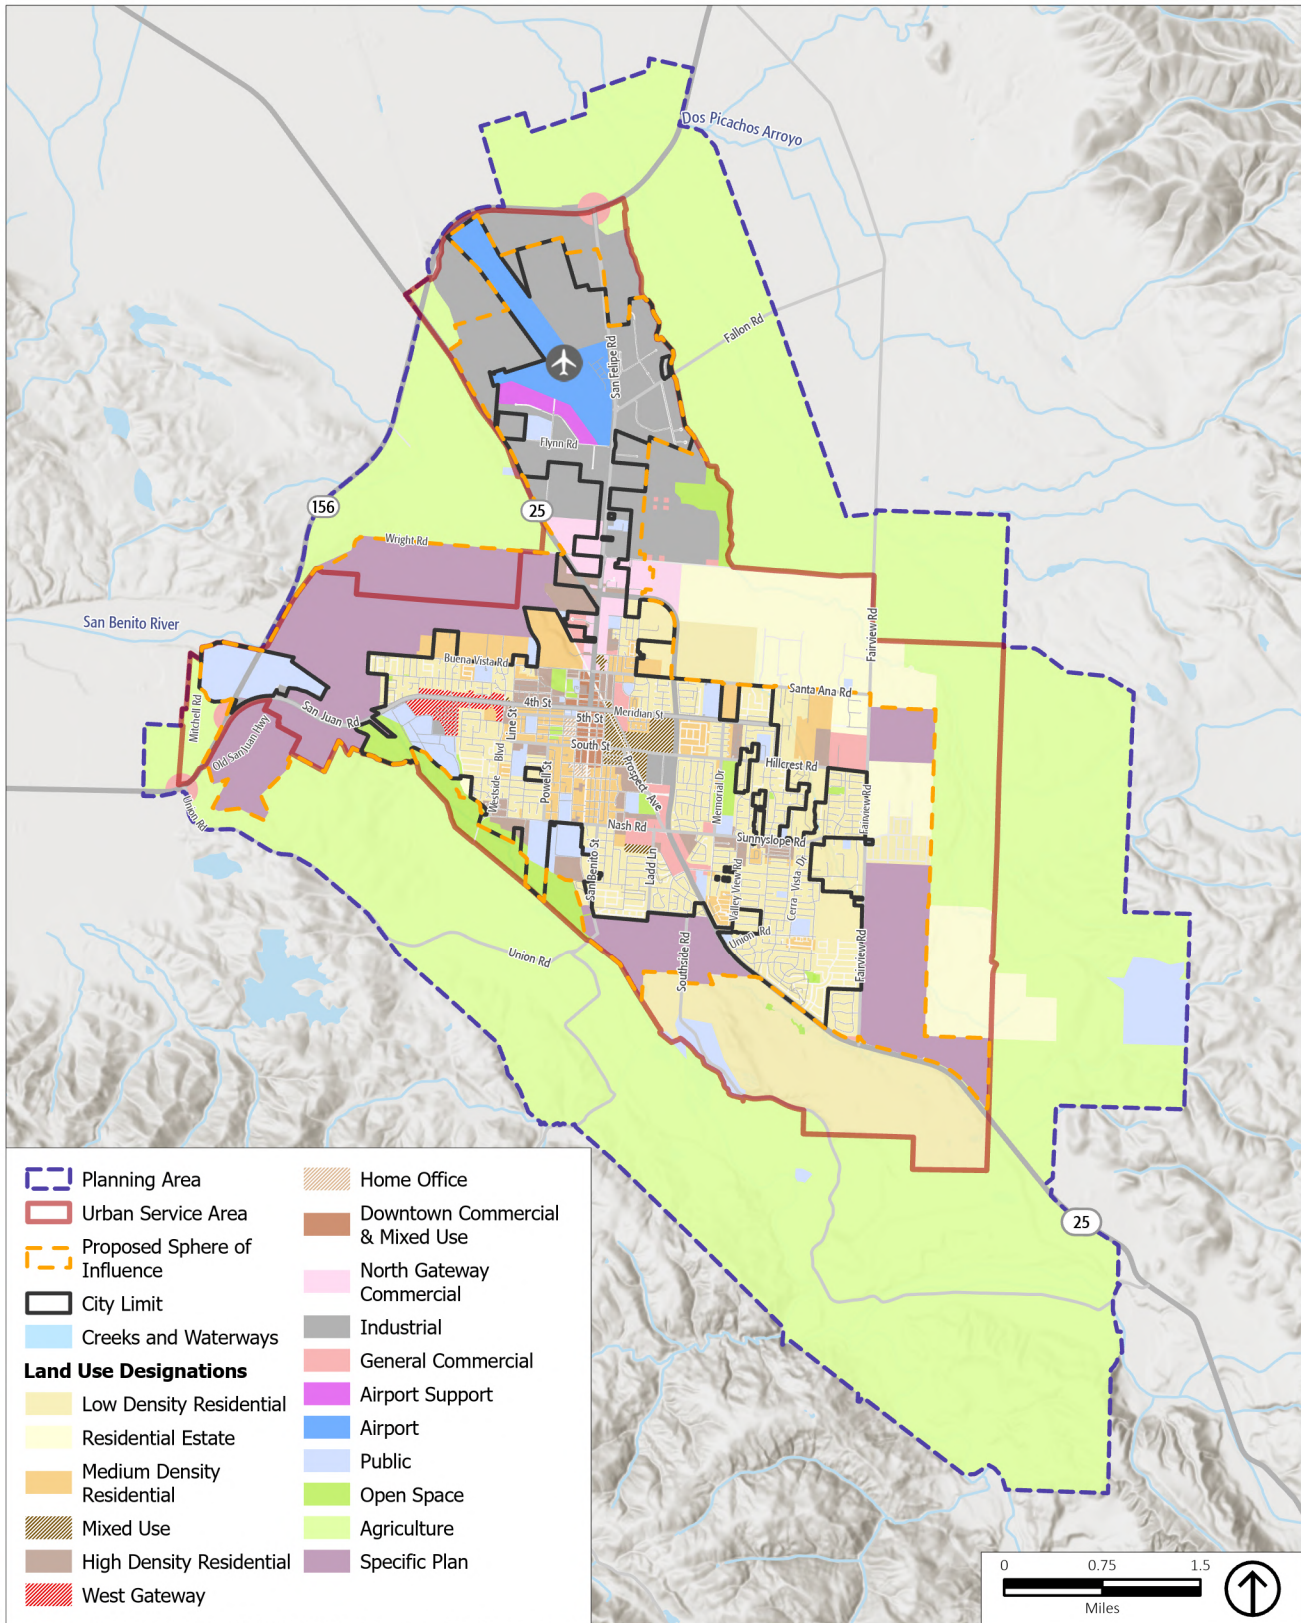 Dos Picachos Arroyo
Fallon Rd
San Felipe Rd
Flynn Rd
156
25
Wright Rd
San Benito River
Fairview Rd
Buena Vista Rd
Santa Ana Rd
Mitchell Rd
4th St
Meridian St
San Juan Rd
Line St
5th St
Old San Juan Hwy
South St
Hillcrest Rd
Westside Blvd
Powell St
Prospect Ave
Memorial Dr
Fairview Rd
Union Rd
Nash Rd
Sunnyslope Rd
San Benito St
Ladd Ln
Valley View Rd
Cerra Vista Dr
Union Rd
Union Rd
Southside Rd
Fairview Rd
25
Planning Area
Urban Service Area
Proposed Sphere of
Influence
City Limit
Creeks and Waterways
Land Use Designations
Low Density Residential
Residential Estate
Medium Density
Residential
Mixed Use
High Density Residential
West Gateway
Home Office
Downtown Commercial
& Mixed Use
North Gateway
Commercial
Industrial
General Commercial
Airport Support
Airport
Public
Open Space
Agriculture
Specific Plan
0 0.75 1.5
Miles